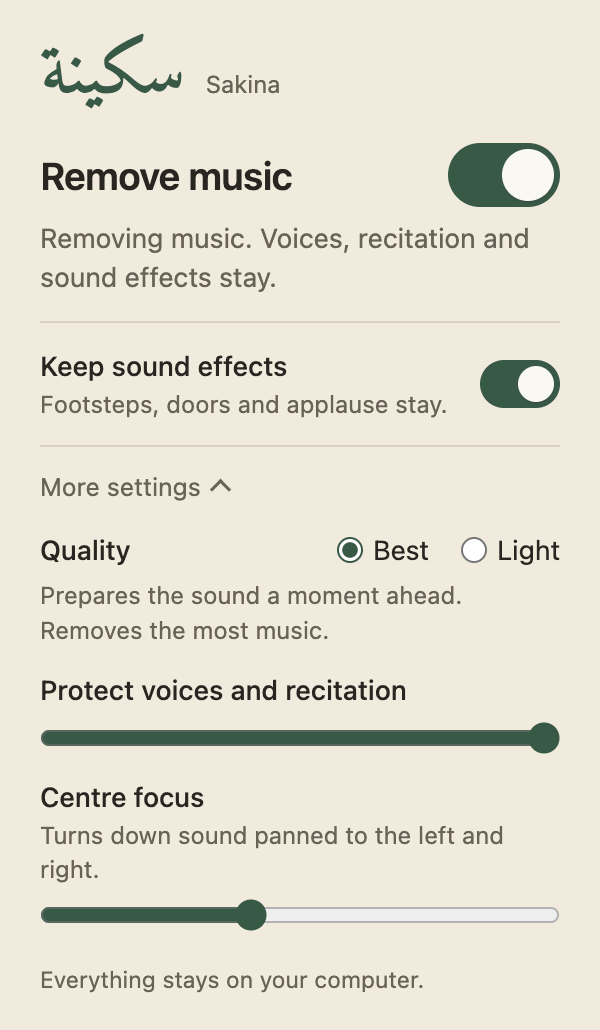 سكينة Sakina
Remove music
Removing music. Voices, recitation and
sound effects stay.
Keep sound effects
Footsteps, doors and applause stay.
More settings
Quality Best Light
Prepares the sound a moment ahead.
Removes the most music.
Protect voices and recitation
Centre focus
Turns down sound panned to the left and
right.
Everything stays on your computer.